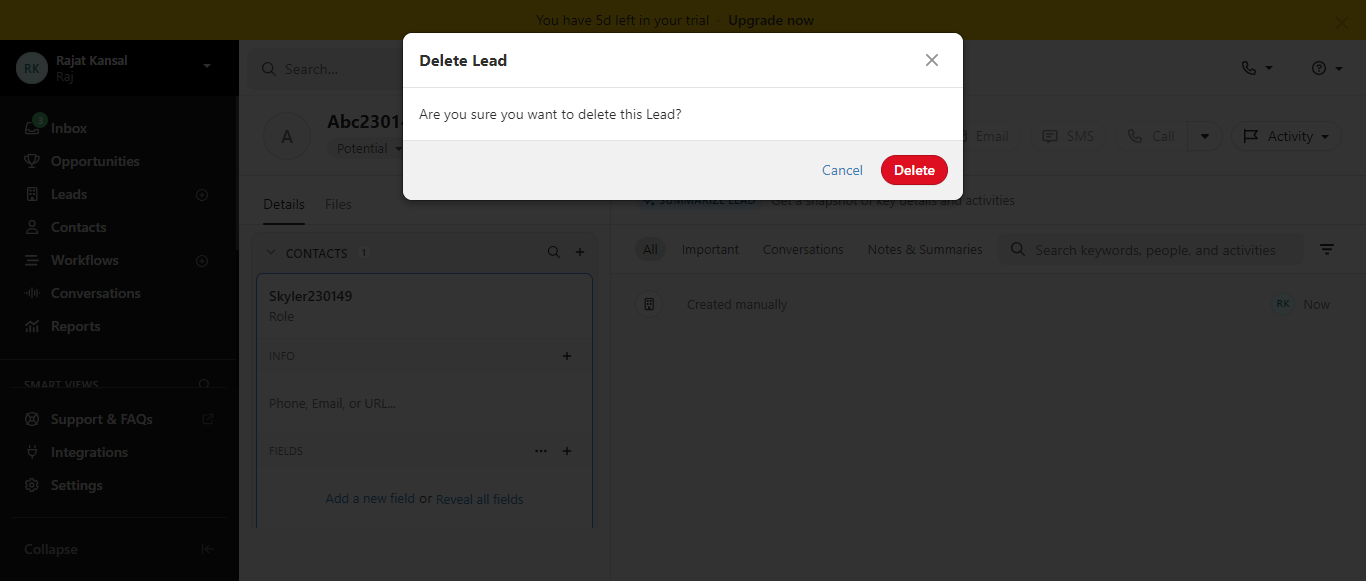 You have 5d left in your trial · Upgrade now
RK
Rajat Kansal
Raj
Search...
3
Inbox
Opportunities
Leads
Contacts
Workflows
Conversations
Reports
SMART VIEWS
Support & FAQs
Integrations
Settings
Collapse
Delete Lead
Are you sure you want to delete this Lead?
Cancel
Delete
A
Potential
Email
SMS
Call
Activity
Details
Files
SUMMARIZE LEAD Get a snapshot of key details and activities
CONTACTS 1
All
Important
Conversations
Notes & Summaries
Search keywords, people, and activities
Skyler230149
Role
INFO
Phone, Email, or URL...
FIELDS
Add a new field or Reveal all fields
Created manually
RK
Now